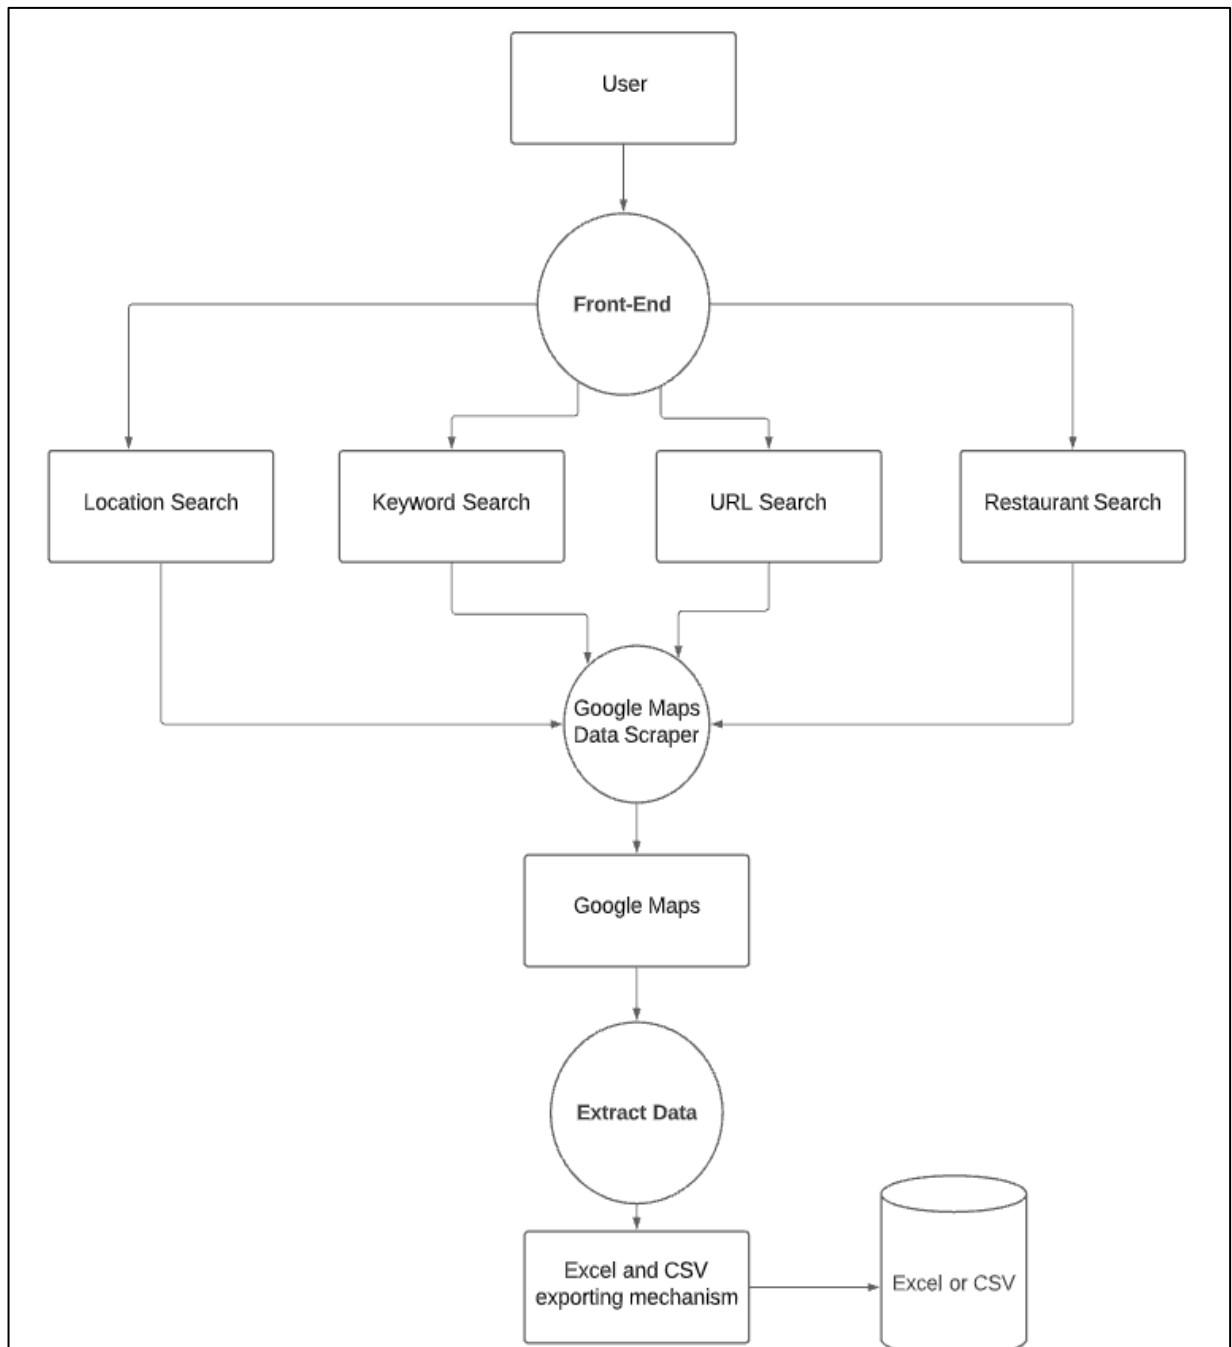 User
Front-End
Location Search
Keyword Search
URL Search
Restaurant Search
Google Maps
Data Scraper
Google Maps
Extract Data
Excel and CSV
exporting mechanism
Excel or CSV